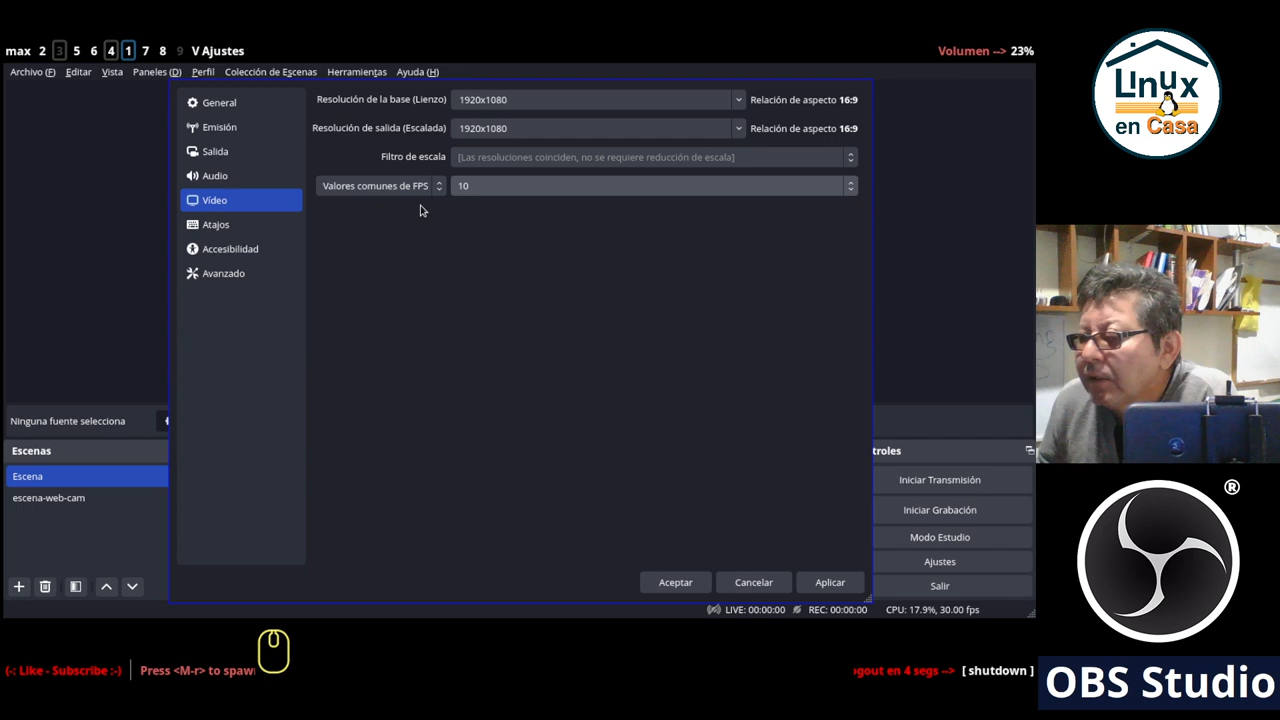 max 2 3 5 6 4 1 7 8 9 V Ajustes
Volumen --> 23%
Archivo (F) Editar Vista Paneles (D) Perfil Colección de Escenas Herramientas Ayuda (H)
General
Emisión
Salida
Audio
Vídeo
Atajos
Accesibilidad
Avanzado
Resolución de la base (Lienzo) 1920x1080 Relación de aspecto 16:9
Resolución de salida (Escalada) 1920x1080 Relación de aspecto 16:9
Filtro de escala [Las resoluciones coinciden, no se requiere reducción de escala]
Valores comunes de FPS 10
Ninguna fuente selecciona
Escenas
Escena
escena-web-cam
troles
Iniciar Transmisión
Iniciar Grabación
Modo Estudio
Ajustes
Salir
Aceptar Cancelar Aplicar
LIVE: 00:00:00 REC: 00:00:00 CPU: 17.9%, 30.00 fps
(-: Like - Subscribe :-) Press <M-r> to spaw
ogout en 4 segs --> [ shutdown ]
Linux
en Casa
®
OBS Studio